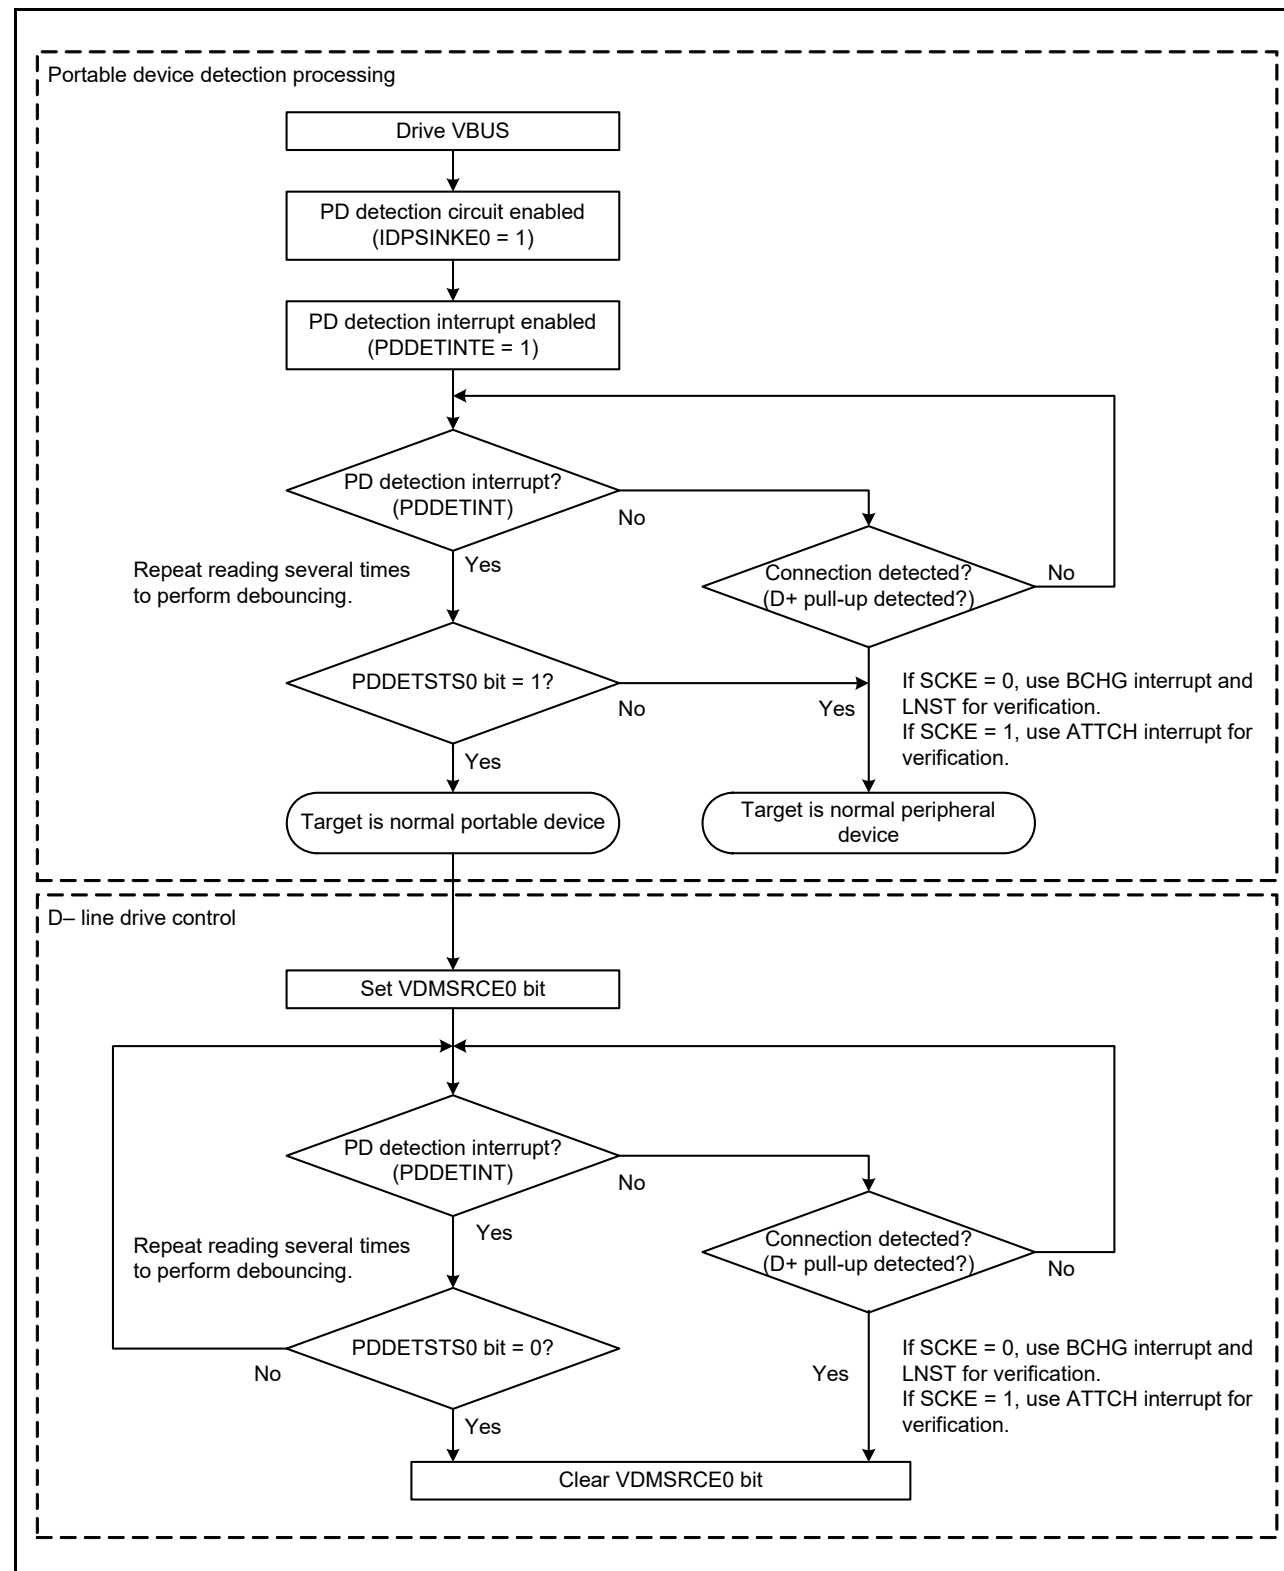 Portable device detection processing
Drive VBUS
PD detection circuit enabled
(IDPSINKE0 = 1)
PD detection interrupt enabled
(PDDETINTE = 1)
PD detection interrupt?
(PDDETINT)
No
Yes
Repeat reading several times
to perform debouncing.
Connection detected?
(D+ pull-up detected?)
No
PDDETSTS0 bit = 1?
No
Yes
If SCKE = 0, use BCHG interrupt and
LNST for verification.
If SCKE = 1, use ATTCH interrupt for
verification.
Yes
Target is normal portable device
Target is normal peripheral
device
D– line drive control
Set VDMSRCE0 bit
PD detection interrupt?
(PDDETINT)
No
Yes
Repeat reading several times
to perform debouncing.
Connection detected?
(D+ pull-up detected?)
No
PDDETSTS0 bit = 0?
No
Yes
If SCKE = 0, use BCHG interrupt and
LNST for verification.
If SCKE = 1, use ATTCH interrupt for
verification.
Yes
Clear VDMSRCE0 bit